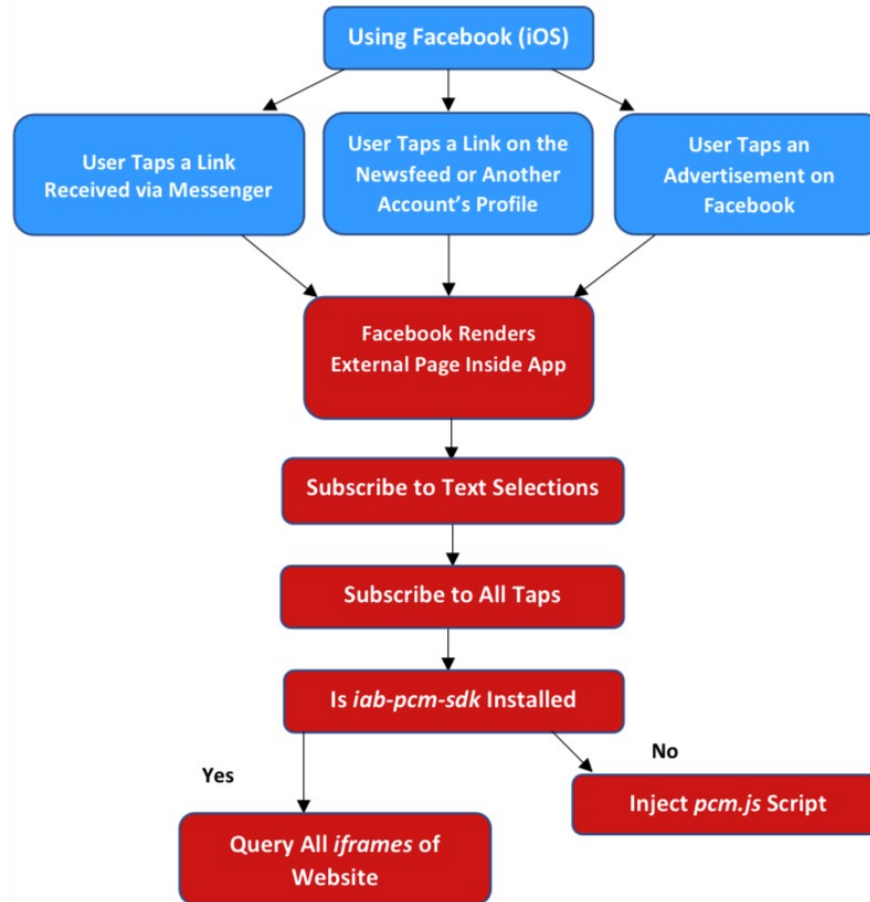 Using Facebook (iOS)
User Taps a Link
Received via Messenger
User Taps a Link on the
Newsfeed or Another
Account's Profile
User Taps an
Advertisement on
Facebook
Facebook Renders
External Page Inside App
Subscribe to Text Selections
Subscribe to All Taps
Is iab-pcm-sdk Installed
Yes
No
Query All iframes of
Website
Inject pcm.js Script